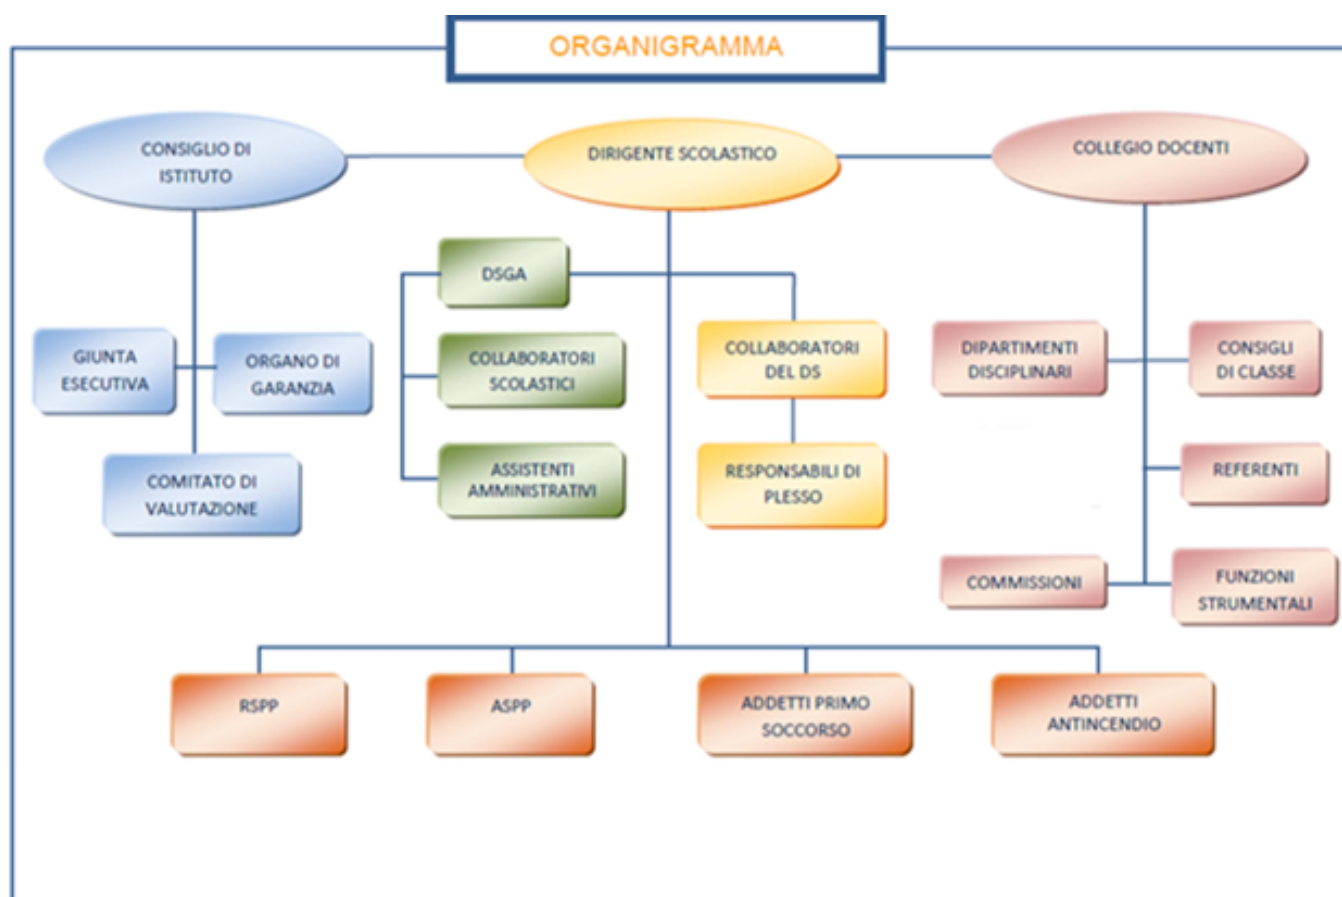 ORGANIGRAMMA
CONSIGLIO DI
ISTITUTO
DIRIGENTE SCOLASTICO
COLLEGIO DOCENTI
DSGA
GIUNTA
ESECUTIVA
ORGANO DI
GARANZIA
COLLABORATORI
SCOLASTICI
COLLABORATORI
DEL DS
DIPARTIMENTI
DISCIPLINARI
CONSIGLI
DI CLASSE
COMITATO DI
VALUTAZIONE
ASSISTENTI
AMMINISTRATIVI
RESPONSABILI DI
PLESSO
REFERENTI
COMMISSIONI
FUNZIONI
STRUMENTALI
RSPP
ASPP
ADDETTI PRIMO
SOCCORSO
ADDETTI
ANTINCENDIO